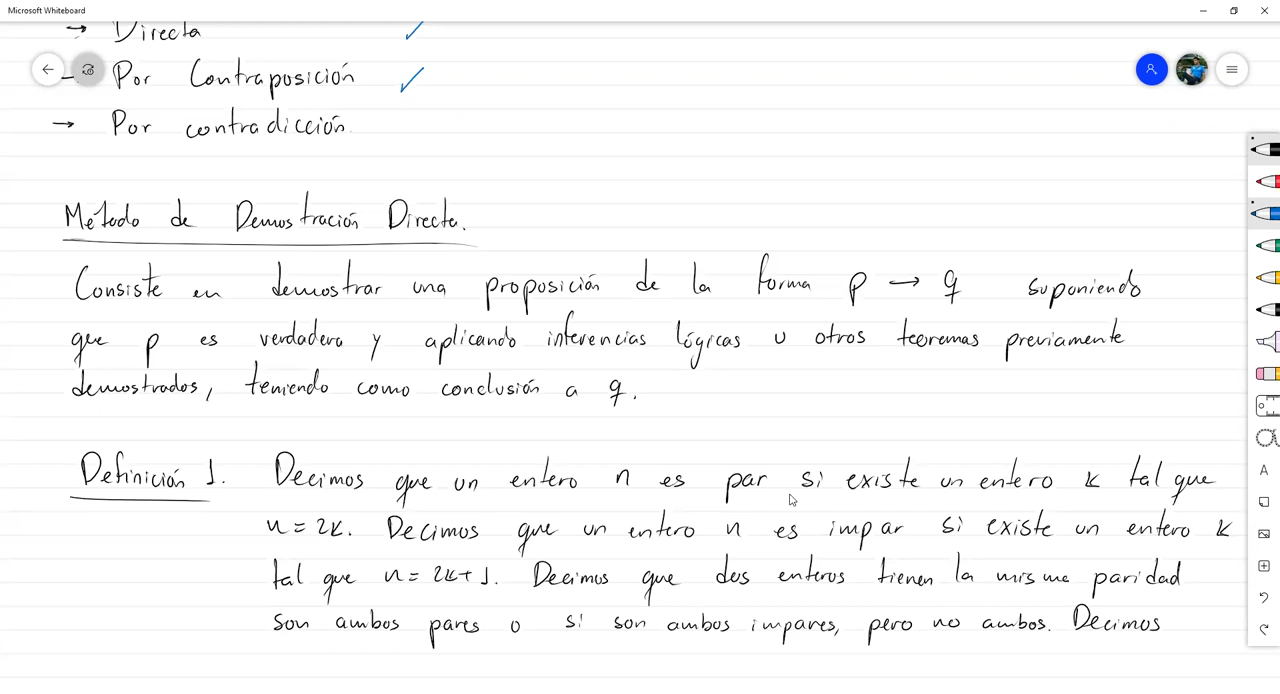 Microsoft Whiteboard
→ Directa ✓
→ Por Contraposición ✓
→ Por contradicción.
Método de Demostración Directa.
Consiste en demostrar una proposición de la forma p → q suponiendo
que p es verdadera y aplicando inferencias lógicas u otros teoremas previamente
demostrados, teniendo como conclusión a q.
Definición 1. Decimos que un entero n es par si existe un entero k tal que
n = 2k. Decimos que un entero n es impar si existe un entero k
tal que n = 2k+1. Decimos que dos enteros tienen la misma paridad
son ambos pares o si son ambos impares, pero no ambos. Decimos